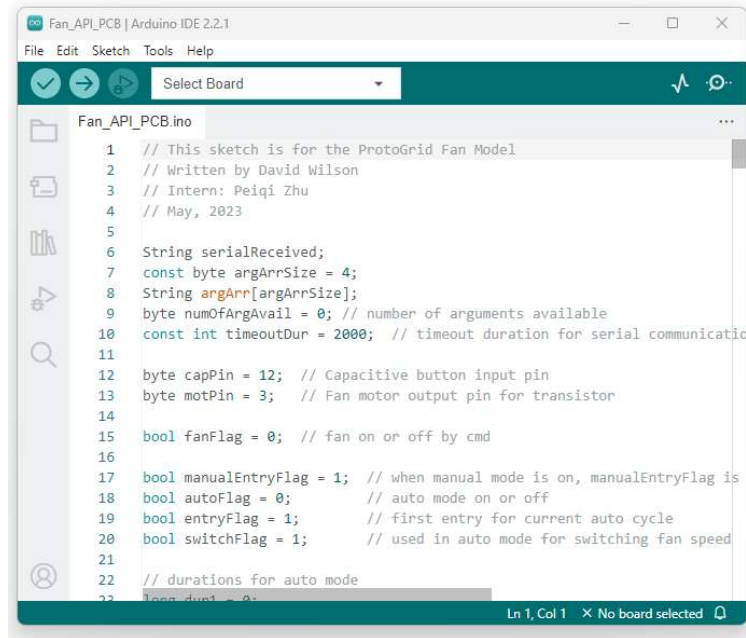 Fan_API_PCB | Arduino IDE 2.2.1
File Edit Sketch Tools Help
Select Board
Fan_API_PCB.ino
...
1 // This sketch is for the ProtoGrid Fan Model
2 // Written by David Wilson
3 // Intern: Peiqi Zhu
4 // May, 2023
5
6 String serialReceived;
7 const byte argArrSize = 4;
8 String argArr[argArrSize];
9 byte numOfArgAvail = 0; // number of arguments available
10 const int timeoutDur = 2000; // timeout duration for serial communicatio
11
12 byte capPin = 12; // Capacitive button input pin
13 byte motPin = 3; // Fan motor output pin for transistor
14
15 bool fanFlag = 0; // fan on or off by cmd
16
17 bool manualEntryFlag = 1; // when manual mode is on, manualEntryFlag is
18 bool autoFlag = 0; // auto mode on or off
19 bool entryFlag = 1; // first entry for current auto cycle
20 bool switchFlag = 1; // used in auto mode for switching fan speed
21
22 // durations for auto mode
23 long dur1 = 0;
Ln 1, Col 1 × No board selected